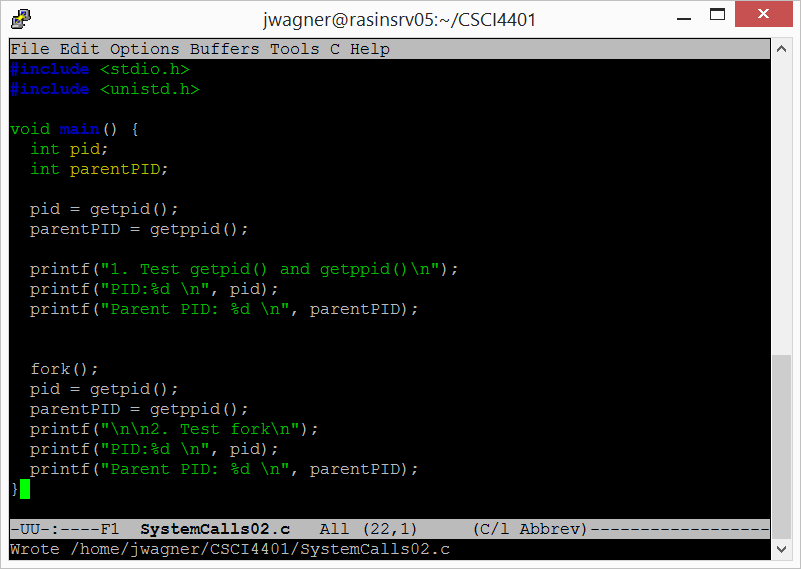 jwagner@rasinsrv05:~/CSCI4401
File Edit Options Buffers Tools C Help
#include <stdio.h>
#include <unistd.h>

void main() {
  int pid;
  int parentPID;

  pid = getpid();
  parentPID = getppid();

  printf("1. Test getpid() and getppid()\n");
  printf("PID:%d \n", pid);
  printf("Parent PID: %d \n", parentPID);


  fork();
  pid = getpid();
  parentPID = getppid();
  printf("\n\n2. Test fork\n");
  printf("PID:%d \n", pid);
  printf("Parent PID: %d \n", parentPID);
}
-UU-:----F1  SystemCalls02.c   All (22,1)      (C/l Abbrev)------------------
Wrote /home/jwagner/CSCI4401/SystemCalls02.c